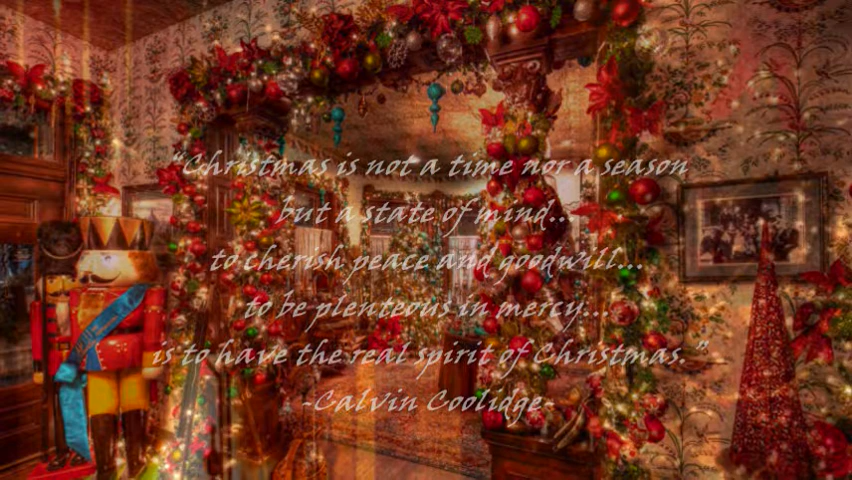 “Christmas is not a time nor a season
but a state of mind...
to cherish peace and goodwill...
to be plenteous in mercy...
is to have the real spirit of Christmas.”
-Calvin Coolidge-